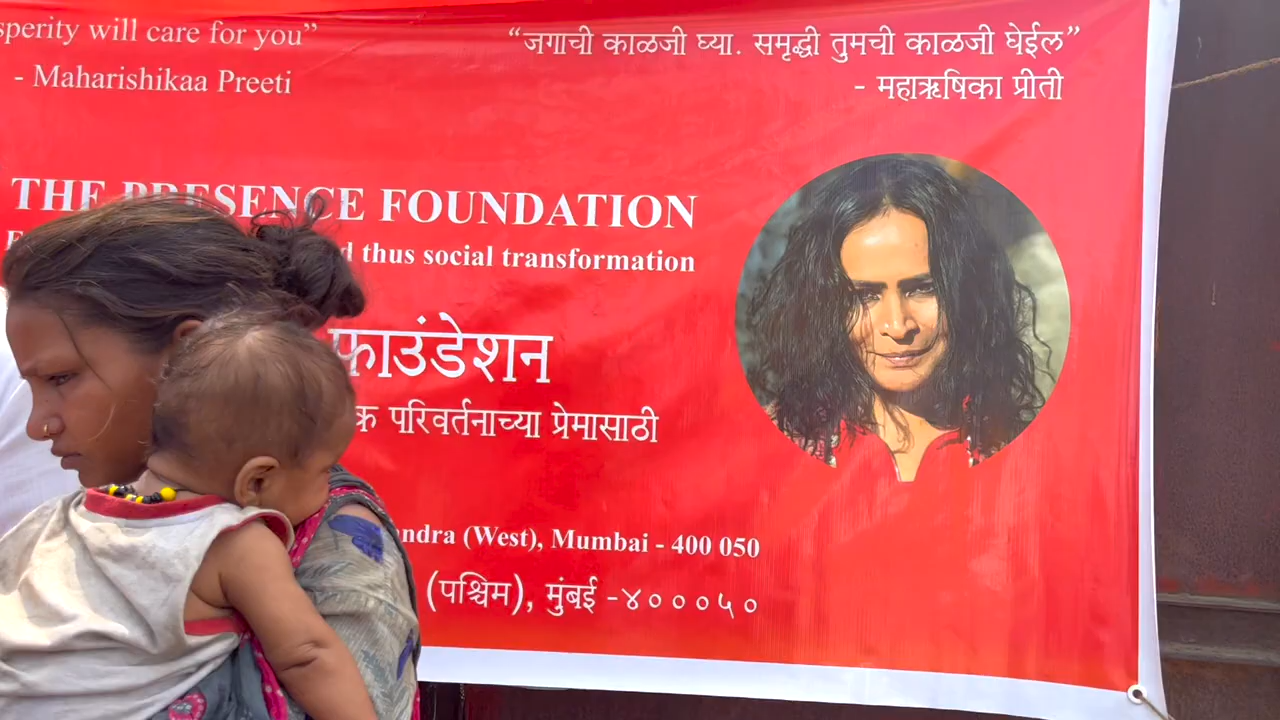 sperity will care for you”
- Maharishikaa Preeti
“जगाची काळजी घ्या. समृद्धी तुमची काळजी घेईल”
- महाऋषिका प्रीती
THE PRESENCE FOUNDATION
thus social transformation
फाउंडेशन
परिवर्तनाच्या प्रेमासाठी
(West), Mumbai - 400 050
(पश्चिम), मुंबई -४०००५०